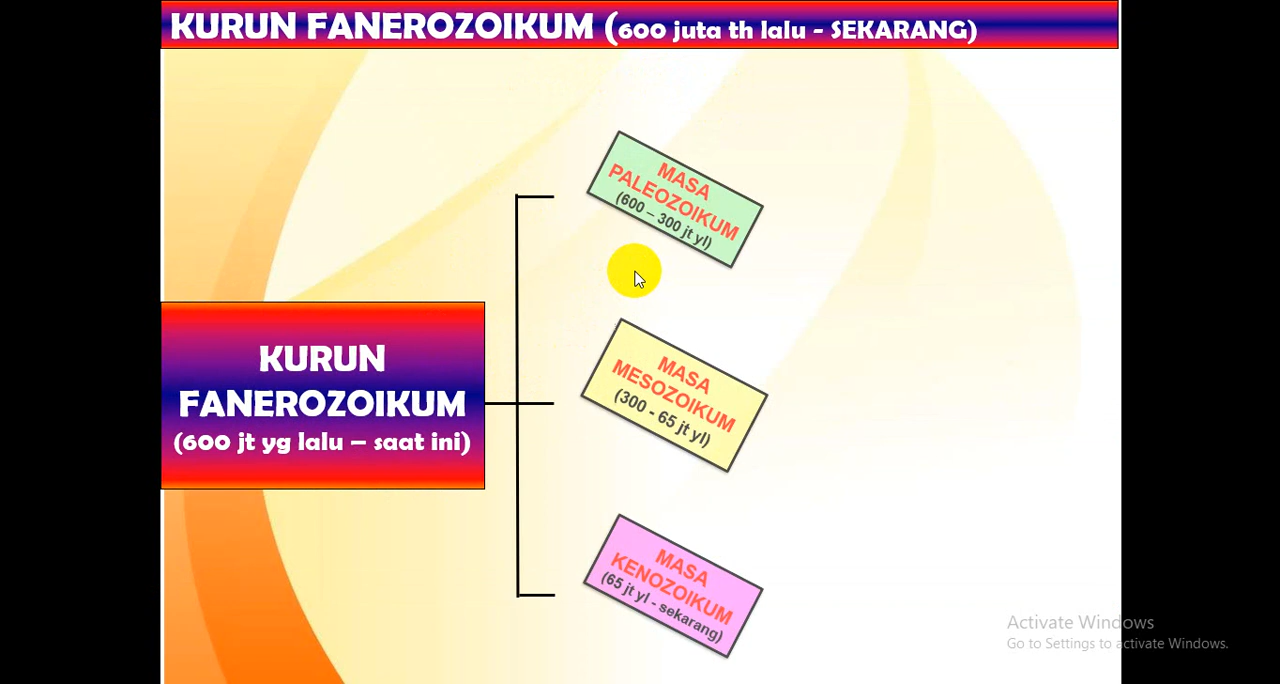 KURUN FANEROZOIKUM (600 juta th lalu - SEKARANG)
MASA
PALEOZOIKUM
(600 – 300 jt yl)
KURUN
FANEROZOIKUM
(600 jt yg lalu – saat ini)
MASA
MESOZOIKUM
(300 - 65 jt yl)
MASA
KENOZOIKUM
(65 jt yl - sekarang)
Activate Windows
Go to Settings to activate Windows.